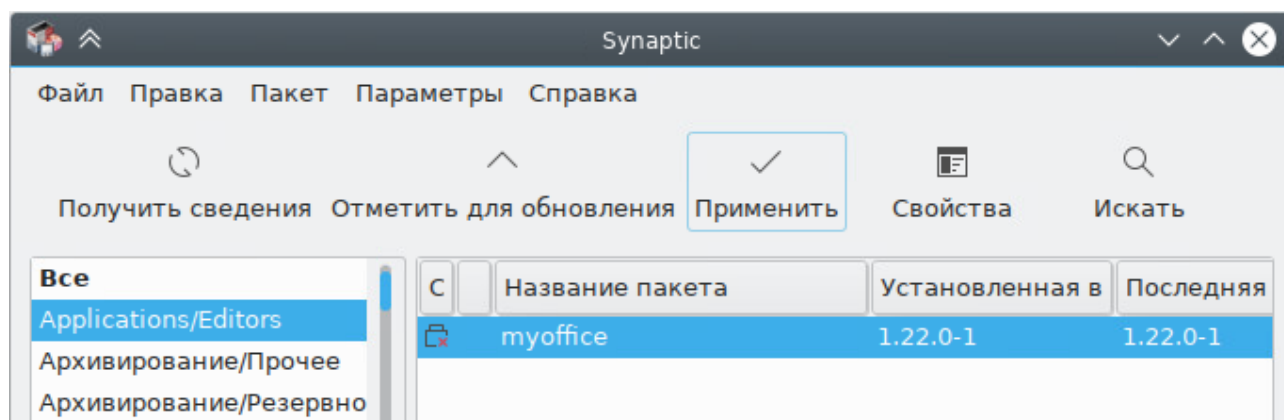 Synaptic
Файл Правка Пакет Параметры Справка
Получить сведения Отметить для обновления Применить Свойства Искать
Все
Applications/Editors
Архивирование/Прочее
Архивирование/Резервно
С Название пакета Установленная в Последняя
myoffice 1.22.0-1 1.22.0-1